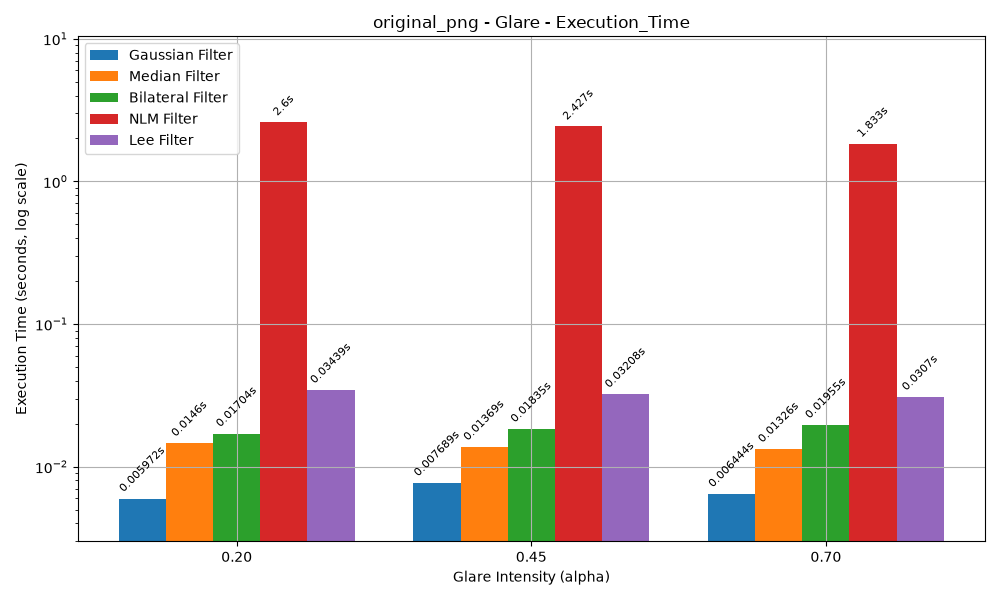 original_png - Glare - Execution_Time
Execution Time (seconds, log scale)
10¹
10⁰
10⁻¹
10⁻²
Gaussian Filter
Median Filter
Bilateral Filter
NLM Filter
Lee Filter
0.005972s
0.0146s
0.01704s
2.6s
0.03439s
0.007689s
0.01369s
0.01835s
2.427s
0.03208s
0.006444s
0.01326s
0.01955s
1.833s
0.0307s
0.20
0.45
0.70
Glare Intensity (alpha)